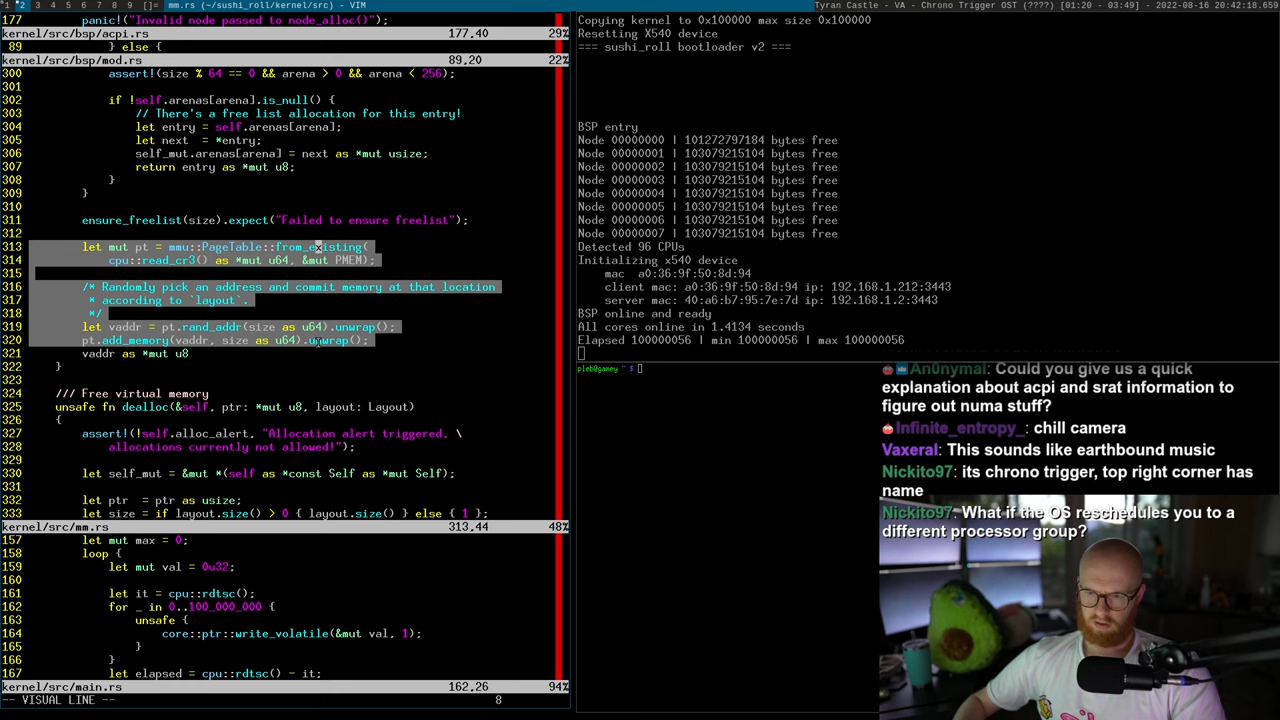 *1 *2 3 4 5 6 7 8 9 []= mm.rs (~/sushi_roll/kernel/src) - VIM
Tyran Castle - VA - Chrono Trigger OST (????) [01:20 - 03:49] - 2022-08-16 20:42:18.659
177 panic!("Invalid node passed to node_alloc()")
kernel/src/bsp/acpi.rs 177,40 29%
89 } else {
kernel/src/bsp/mod.rs 89,20 22%
300 assert!(size % 64 == 0 && arena > 0 && arena < 256);
301
302 if !self.arenas[arena].is_null() {
303 // There's a free list allocation for this entry!
304 let entry = self.arenas[arena];
305 let next  = *entry;
306 self_mut.arenas[arena] = next as *mut usize;
307 return entry as *mut u8;
308 }
309 }
310
311 ensure_freelist(size).expect("Failed to ensure freelist");
312
313 let mut pt = mmu::PageTable::from_existing(
314 cpu::read_cr3() as *mut u64, &mut PMEM);
315
316 /* Randomly pick an address and commit memory at that location
317 * according to `layout`.
318 */
319 let vaddr = pt.rand_addr(size as u64).unwrap();
320 pt.add_memory(vaddr, size as u64).unwrap();
321 vaddr as *mut u8
322 }
323
324 /// Free virtual memory
325 unsafe fn dealloc(&self, ptr: *mut u8, layout: Layout)
326 {
327 assert!(!self.alloc_alert, "Allocation alert triggered, \
328 allocations currently not allowed!");
329
330 let self_mut = &mut *(self as *const Self as *mut Self);
331
332 let ptr  = ptr as usize;
333 let size = if layout.size() > 0 { layout.size() } else { 1 };
kernel/src/mm.rs 313,44 48%
157 let mut max = 0;
158 loop {
159 let mut val = 0u32;
160
161 let it = cpu::rdtsc();
162 for _ in 0..100_000_000 {
163 unsafe {
164 core::ptr::write_volatile(&mut val, 1);
165 }
166 }
167 let elapsed = cpu::rdtsc() - it;
kernel/src/main.rs 162,26 94%
-- VISUAL LINE -- 8
Copying kernel to 0x100000 max size 0x100000
Resetting X540 device
=== sushi_roll bootloader v2 ===
BSP entry
Node 00000000 | 101272797184 bytes free
Node 00000001 | 103079215104 bytes free
Node 00000002 | 103079215104 bytes free
Node 00000003 | 103079215104 bytes free
Node 00000004 | 103079215104 bytes free
Node 00000005 | 103079215104 bytes free
Node 00000006 | 103079215104 bytes free
Node 00000007 | 103079215104 bytes free
Detected 96 CPUs
Initializing x540 device
mac  a0:36:9f:50:8d:94
client mac: a0:36:9f:50:8d:94 ip: 192.168.1.212:3443
server mac: 40:a6:b7:95:7e:7d ip: 192.168.1.2:3443
BSP online and ready
All cores online in 1.4134 seconds
Elapsed 100000056 | min 100000056 | max 100000056
pleb@gamey ~ $
An0nymal: Could you give us a quick
explanation about acpi and srat information to
figure out numa stuff?
Infinite_entropy_: chill camera
Vaxeral: This sounds like earthbound music
Nickito97: its chrono trigger, top right corner has
name
Nickito97: What if the OS reschedules you to a
different processor group?